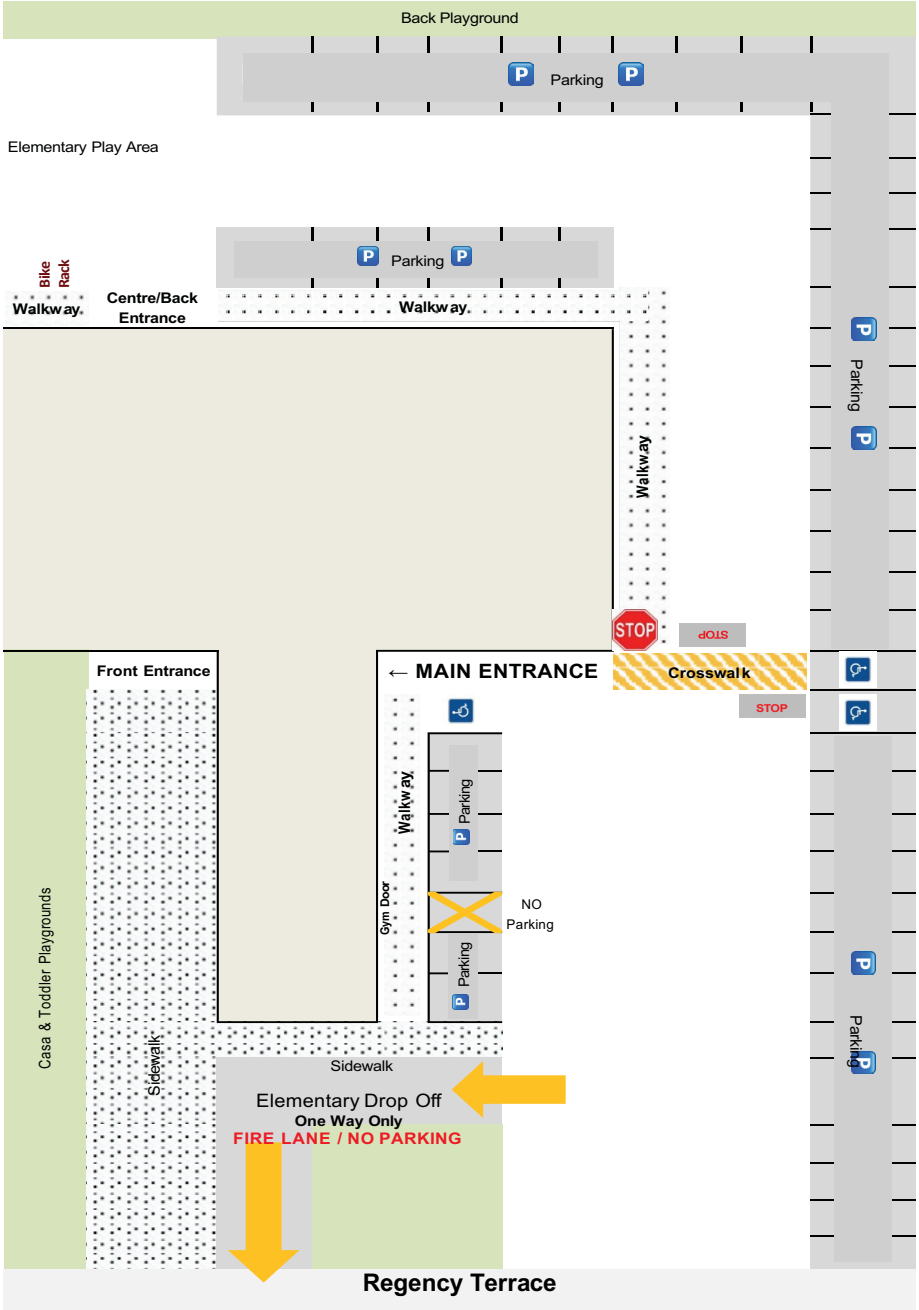 Back Playground
P Parking P
Elementary Play Area
P Parking P
Bike
Rack
Walkway
Centre/Back
Entrance
Walkway
P
Parking
P
Walkway
STOP
STOP
Front Entrance
← MAIN ENTRANCE
Crosswalk
STOP
Walkway
P Parking
Gym Door
NO
Parking
P Parking
Casa & Toddler Playgrounds
Sidewalk
P
Parking
P
Sidewalk
Elementary Drop Off
One Way Only
FIRE LANE / NO PARKING
Regency Terrace